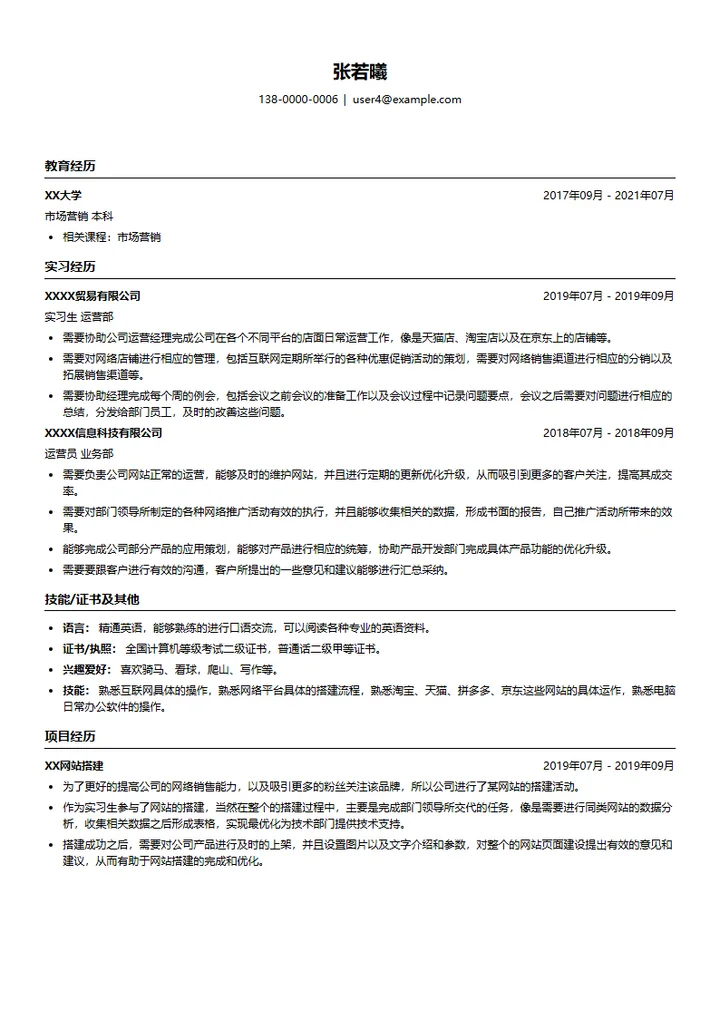 张若曦
138-0000-0006 | user4@example.com
教育经历
XX大学 2017年09月 - 2021年07月
市场营销 本科
• 相关课程：市场营销
实习经历
XXXX贸易有限公司 2019年07月 - 2019年09月
实习生 运营部
• 需要协助公司运营经理完成公司在各个不同平台的店面日常运营工作，像是天猫店、淘宝店以及在京东上的店铺等。
• 需要对网络店铺进行相应的管理，包括互联网定期所举行的各种优惠促销活动的策划，需要对网络销售渠道进行相应的分销以及
拓展销售渠道等。
• 需要协助经理完成每个周的例会，包括会议之前会议的准备工作以及会议过程中记录问题要点，会议之后需要对问题进行相应的
总结，分发给部门员工，及时的改善这些问题。
XXXX信息科技有限公司 2018年07月 - 2018年09月
运营员 业务部
• 需要负责公司网站正常的运营，能够及时的维护网站，并且进行定期的更新优化升级，从而吸引到更多的客户关注，提高其成交
率。
• 需要对部门领导所制定的各种网络推广活动有效的执行，并且能够收集相关的数据，形成书面的报告，自己推广活动所带来的效
果。
• 能够完成公司部分产品的应用策划，能够对产品进行相应的统筹，协助产品开发部门完成具体产品功能的优化升级。
• 需要要跟客户进行有效的沟通，客户所提出的一些意见和建议能够进行汇总采纳。
技能/证书及其他
• 语言： 精通英语，能够熟练的进行口语交流，可以阅读各种专业的英语资料。
• 证书/执照： 全国计算机等级考试二级证书，普通话二级甲等证书。
• 兴趣爱好： 喜欢骑马、看球，爬山、写作等。
• 技能： 熟悉互联网具体的操作，熟悉网络平台具体的搭建流程，熟悉淘宝、天猫、拼多多、京东这些网站的具体运作，熟悉电脑
日常办公软件的操作。
项目经历
XX网站搭建 2019年07月 - 2019年09月
• 为了更好的提高公司的网络销售能力，以及吸引更多的粉丝关注该品牌，所以公司进行了某网站的搭建活动。
• 作为实习生参与了网站的搭建，当然在整个的搭建过程中，主要是完成部门领导所交代的任务，像是需要进行同类网站的数据分
析，收集相关数据之后形成表格，实现最优化为技术部门提供技术支持。
• 搭建成功之后，需要对公司产品进行及时的上架，并且设置图片以及文字介绍和参数，对整个的网站页面建设提出有效的意见和
建议，从而有助于网站搭建的完成和优化。